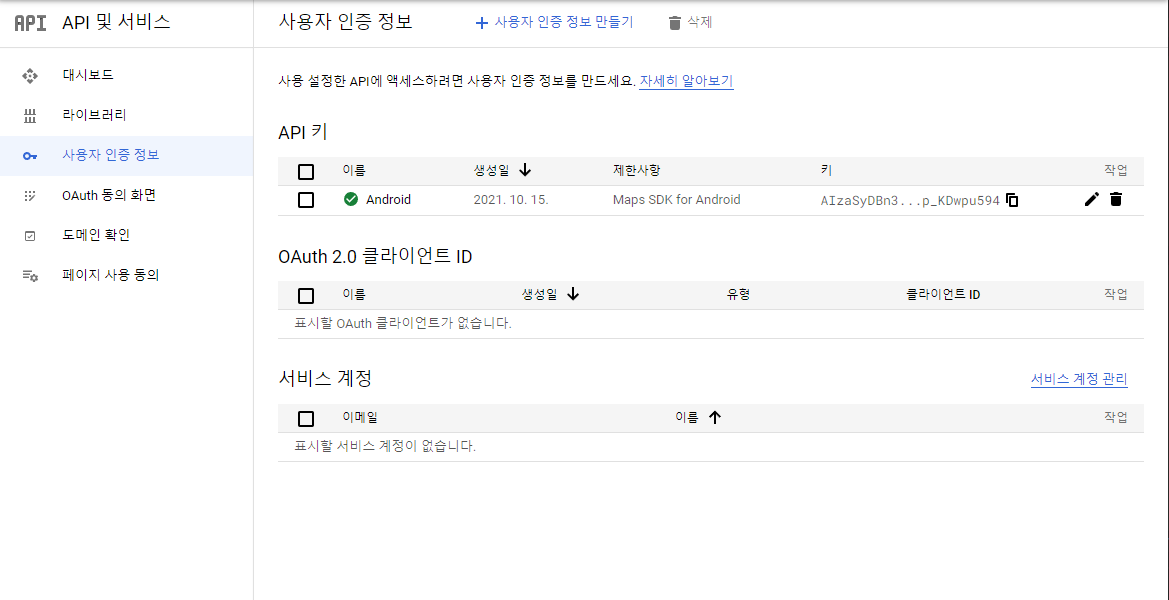 API API 및 서비스
사용자 인증 정보
사용자 인증 정보 만들기
삭제
대시보드
라이브러리
사용자 인증 정보
OAuth 동의 화면
도메인 확인
페이지 사용 동의
사용 설정한 API에 액세스하려면 사용자 인증 정보를 만드세요. 자세히 알아보기
API 키
이름 생성일 제한사항 키 작업
Android 2021. 10. 15. Maps SDK for Android AIzaSyDBn3...p_KDwpu594
OAuth 2.0 클라이언트 ID
이름 생성일 유형 클라이언트 ID 작업
표시할 OAuth 클라이언트가 없습니다.
서비스 계정 서비스 계정 관리
이메일 이름 작업
표시할 서비스 계정이 없습니다.